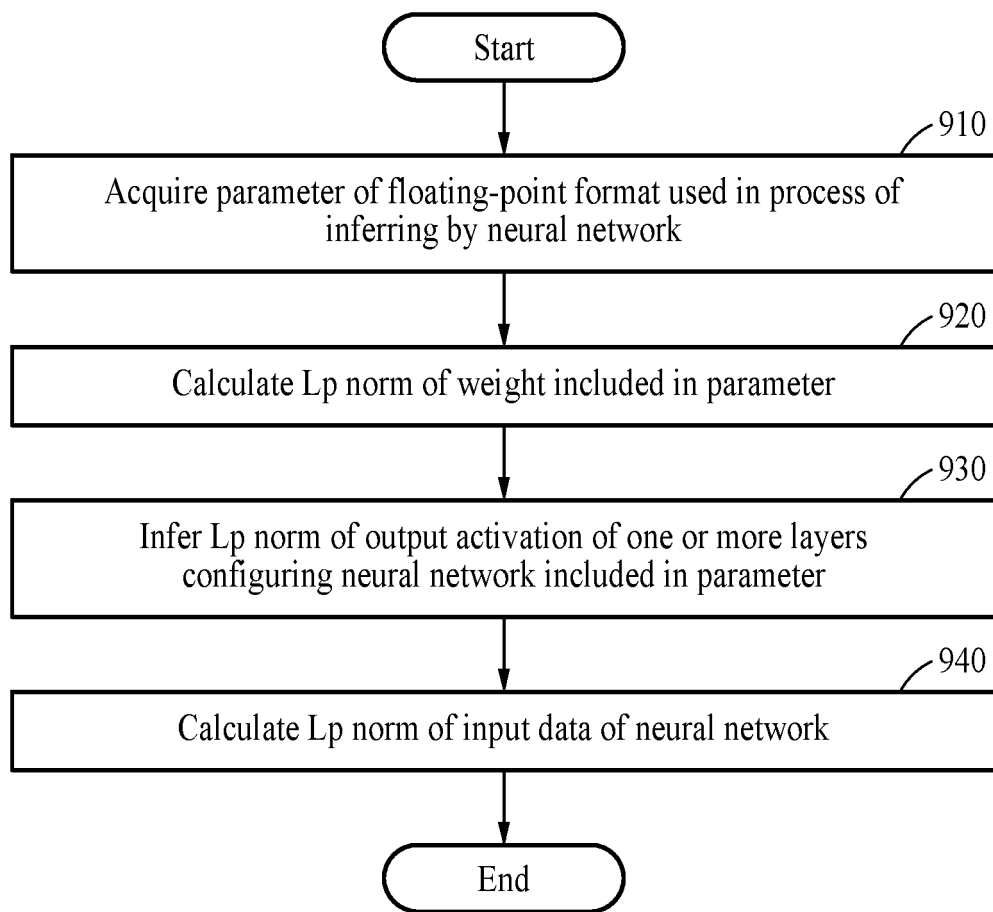 Start
910
Acquire parameter of floating-point format used in process of
inferring by neural network
920
Calculate Lp norm of weight included in parameter
930
Infer Lp norm of output activation of one or more layers
configuring neural network included in parameter
940
Calculate Lp norm of input data of neural network
End